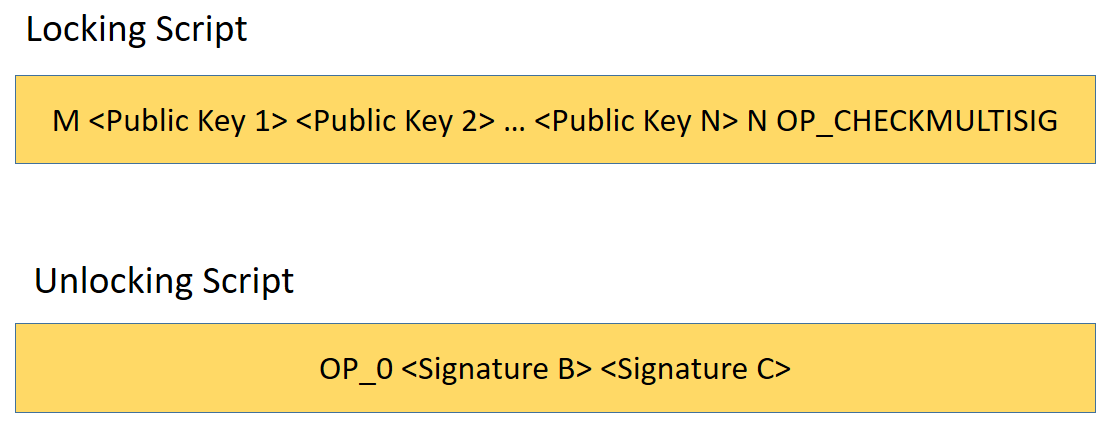 Locking Script
M <Public Key 1> <Public Key 2> … <Public Key N> N OP_CHECKMULTISIG
Unlocking Script
OP_0 <Signature B> <Signature C>